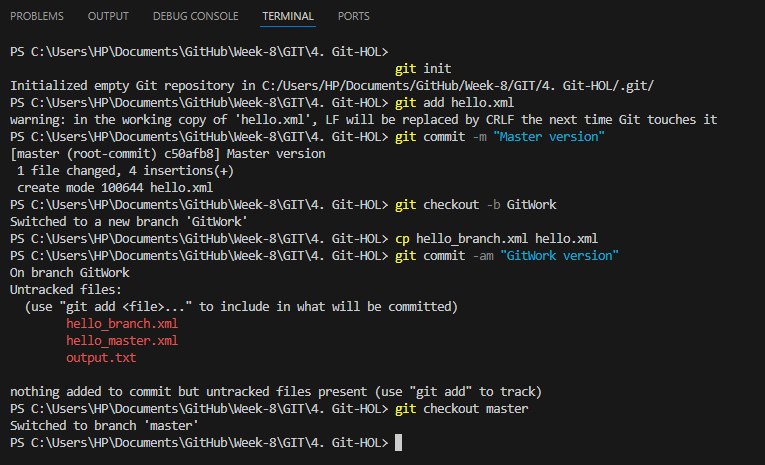 PROBLEMS OUTPUT DEBUG CONSOLE TERMINAL PORTS
PS C:\Users\HP\Documents\GitHub\Week-8\GIT\4. Git-HOL>
git init
Initialized empty Git repository in C:/Users/HP/Documents/GitHub/Week-8/GIT/4. Git-HOL/.git/
PS C:\Users\HP\Documents\GitHub\Week-8\GIT\4. Git-HOL> git add hello.xml
warning: in the working copy of 'hello.xml', LF will be replaced by CRLF the next time Git touches it
PS C:\Users\HP\Documents\GitHub\Week-8\GIT\4. Git-HOL> git commit -m "Master version"
[master (root-commit) c50afb8] Master version
1 file changed, 4 insertions(+)
create mode 100644 hello.xml
PS C:\Users\HP\Documents\GitHub\Week-8\GIT\4. Git-HOL> git checkout -b GitWork
Switched to a new branch 'GitWork'
PS C:\Users\HP\Documents\GitHub\Week-8\GIT\4. Git-HOL> cp hello_branch.xml hello.xml
PS C:\Users\HP\Documents\GitHub\Week-8\GIT\4. Git-HOL> git commit -am "GitWork version"
On branch GitWork
Untracked files:
(use "git add <file>..." to include in what will be committed)
hello_branch.xml
hello_master.xml
output.txt
nothing added to commit but untracked files present (use "git add" to track)
PS C:\Users\HP\Documents\GitHub\Week-8\GIT\4. Git-HOL> git checkout master
Switched to branch 'master'
PS C:\Users\HP\Documents\GitHub\Week-8\GIT\4. Git-HOL>